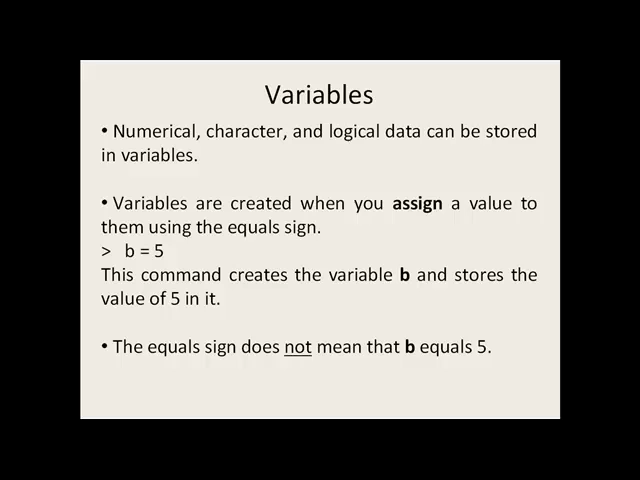 Variables
• Numerical, character, and logical data can be stored
in variables.
• Variables are created when you assign a value to
them using the equals sign.
> b = 5
This command creates the variable b and stores the
value of 5 in it.
• The equals sign does not mean that b equals 5.